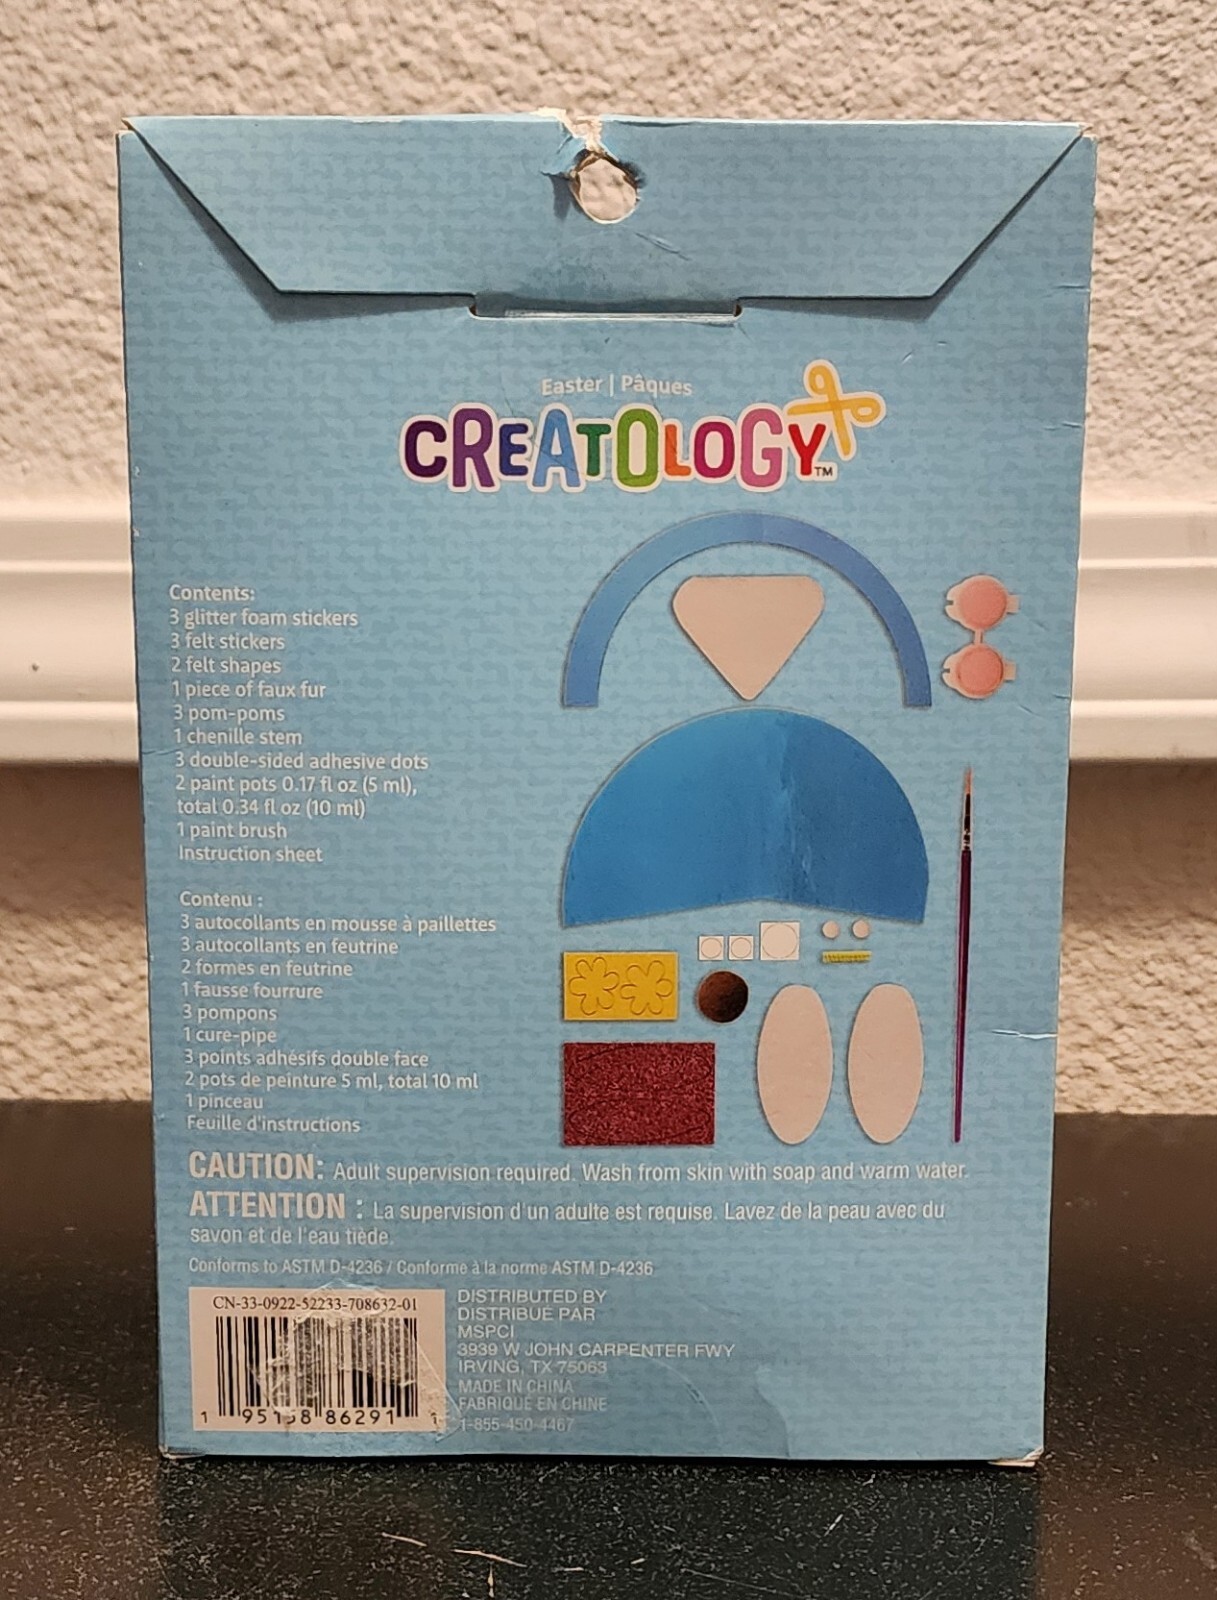 Easter | Pâques
CREATOLOGY™
Contents:
3 glitter foam stickers
3 felt stickers
2 felt shapes
1 piece of faux fur
3 pom-poms
1 chenille stem
3 double-sided adhesive dots
2 paint pots 0.17 fl oz (5 ml),
total 0.34 fl oz (10 ml)
1 paint brush
Instruction sheet
Contenu :
3 autocollants en mousse à paillettes
3 autocollants en feutrine
2 formes en feutrine
1 fausse fourrure
3 pompons
1 cure-pipe
3 points adhésifs double face
2 pots de peinture 5 ml, total 10 ml
1 pinceau
Feuille d'instructions
CAUTION: Adult supervision required. Wash from skin with soap and warm water.
ATTENTION : La supervision d'un adulte est requise. Lavez de la peau avec du
savon et de l'eau tiède.
Conforms to ASTM D-4236 / Conforme à la norme ASTM D-4236
CN-33-0922-52233-708632-01
1 95158 86291 1
DISTRIBUTED BY
DISTRIBUÉ PAR
MSPCI
3939 W JOHN CARPENTER FWY
IRVING, TX 75063
MADE IN CHINA
FABRIQUÉ EN CHINE
1-855-450-4467